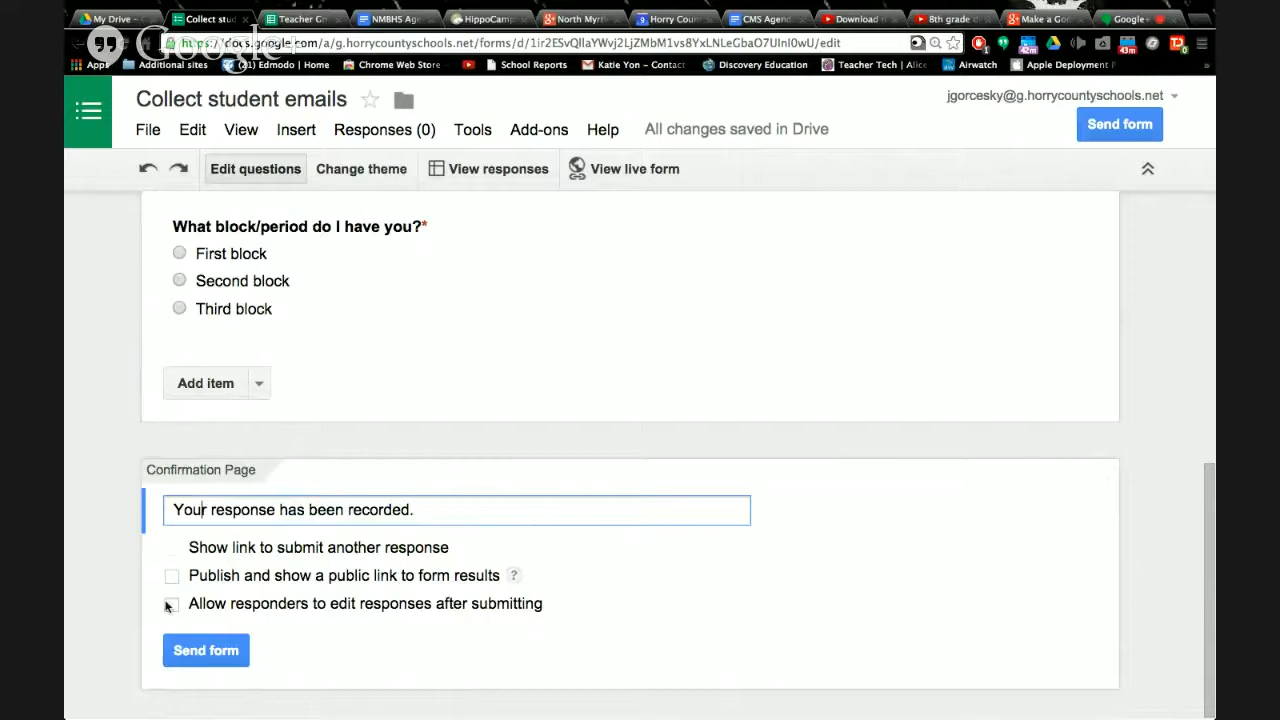 My Drive -
Collect stud
Teacher Gr
NMBHS Ag
HippoCamp
North Myrt
Horry Cou
CMS Agend
Download
8th grade d
Make a Go
Google+
Google+
https://docs.google.com/a/g.horrycountyschools.net/forms/d/1ir2ESvQllaYWvj2LjZMbM1vs8YxLNLeGbaO7UInI0wU/edit
Apps
Additional sites
Edmodo | Home
Chrome Web Store
School Reports
Katie Yon - Contact
Discovery Education
Teacher Tech | Alice
Airwatch
Apple Deployment P
Collect student emails
jgorcesky@g.horrycountyschools.net
File Edit View Insert Responses (0) Tools Add-ons Help All changes saved in Drive
Send form
Edit questions Change theme View responses View live form
What block/period do I have you?*
First block
Second block
Third block
Add item
Confirmation Page
Your response has been recorded.
Show link to submit another response
Publish and show a public link to form results ?
Allow responders to edit responses after submitting
Send form